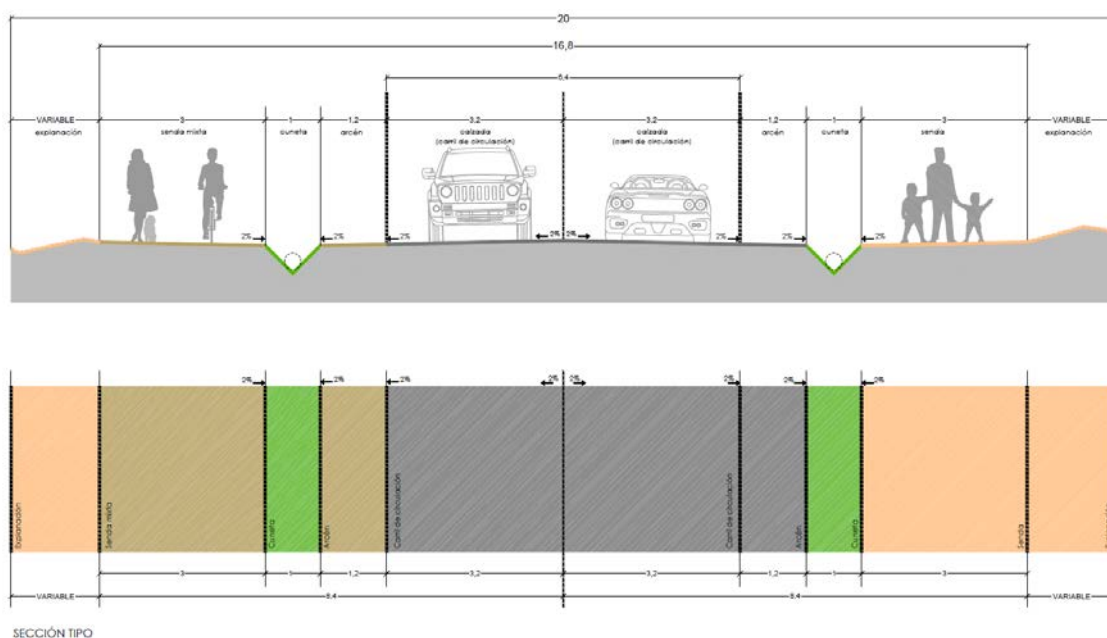 20
16,8
6,4
VARIABLE 3 1 1,2 3,2 3,2 1,2 1 3 VARIABLE
explanación senda mixta cuneta arcén calzada calzada arcén cuneta senda explanación
(carril de circulación) (carril de circulación)
2% 2% 2% 2% 2% 2% 2% 2%
2% 2% 2% 2% 2% 2% 2% 2%
Explanación Senda mixta Cuneta Arcén Carril de circulación Carril de circulación Arcén Cuneta Senda
3 1 1,2 3,2 3,2 1,2 1 3
VARIABLE 8,4 8,4 VARIABLE
SECCIÓN TIPO